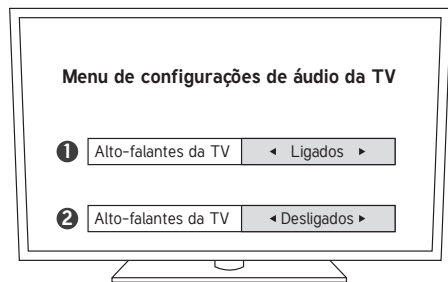 Menu de configurações de áudio da TV
1 Alto-falantes da TV ◂ Ligados ▸
2 Alto-falantes da TV ◂ Desligados ▸